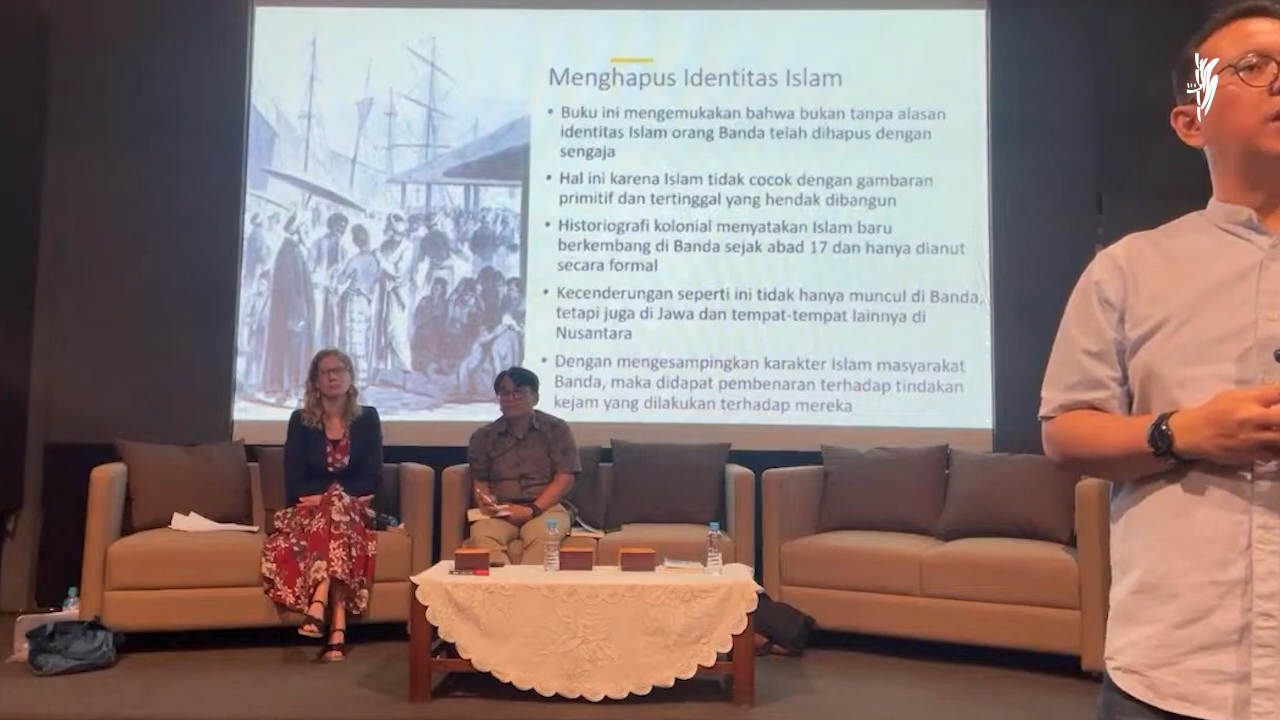 Menghapus Identitas Islam
• Buku ini mengemukakan bahwa bukan tanpa alasan
identitas Islam orang Banda telah dihapus dengan
sengaja
• Hal ini karena Islam tidak cocok dengan gambaran
primitif dan tertinggal yang hendak dibangun
• Historiografi kolonial menyatakan Islam baru
berkembang di Banda sejak abad 17 dan hanya dianut
secara formal
• Kecenderungan seperti ini tidak hanya muncul di Banda,
tetapi juga di Jawa dan tempat-tempat lainnya di
Nusantara
• Dengan mengesampingkan karakter Islam masyarakat
Banda, maka didapat pembenaran terhadap tindakan
kejam yang dilakukan terhadap mereka